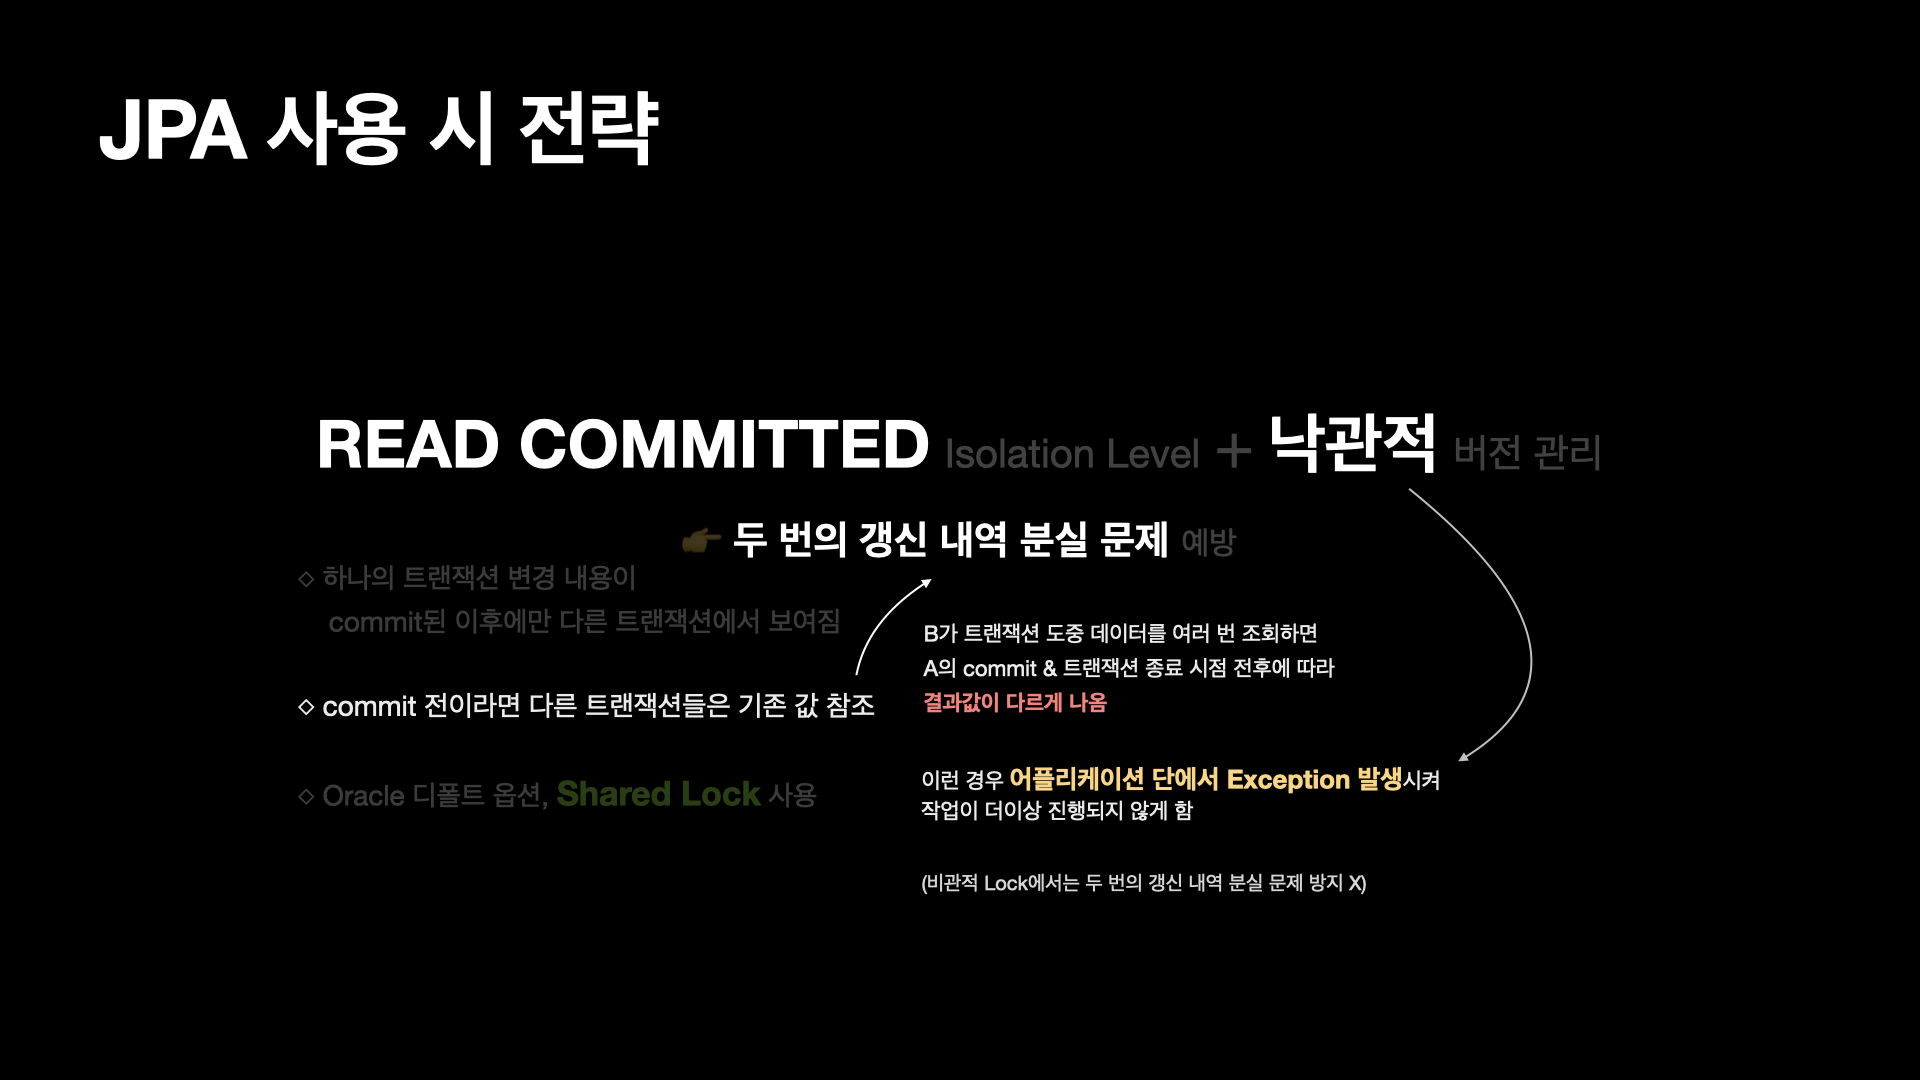 JPA 사용 시 전략
READ COMMITTED Isolation Level + 낙관적 버전 관리
👉 두 번의 갱신 내역 분실 문제 예방
◇ 하나의 트랜잭션 변경 내용이
commit된 이후에만 다른 트랜잭션에서 보여짐
◇ commit 전이라면 다른 트랜잭션들은 기존 값 참조
◇ Oracle 디폴트 옵션, Shared Lock 사용
B가 트랜잭션 도중 데이터를 여러 번 조회하면
A의 commit & 트랜잭션 종료 시점 전후에 따라
결과값이 다르게 나옴
이런 경우 어플리케이션 단에서 Exception 발생시켜
작업이 더이상 진행되지 않게 함
(비관적 Lock에서는 두 번의 갱신 내역 분실 문제 방지 X)